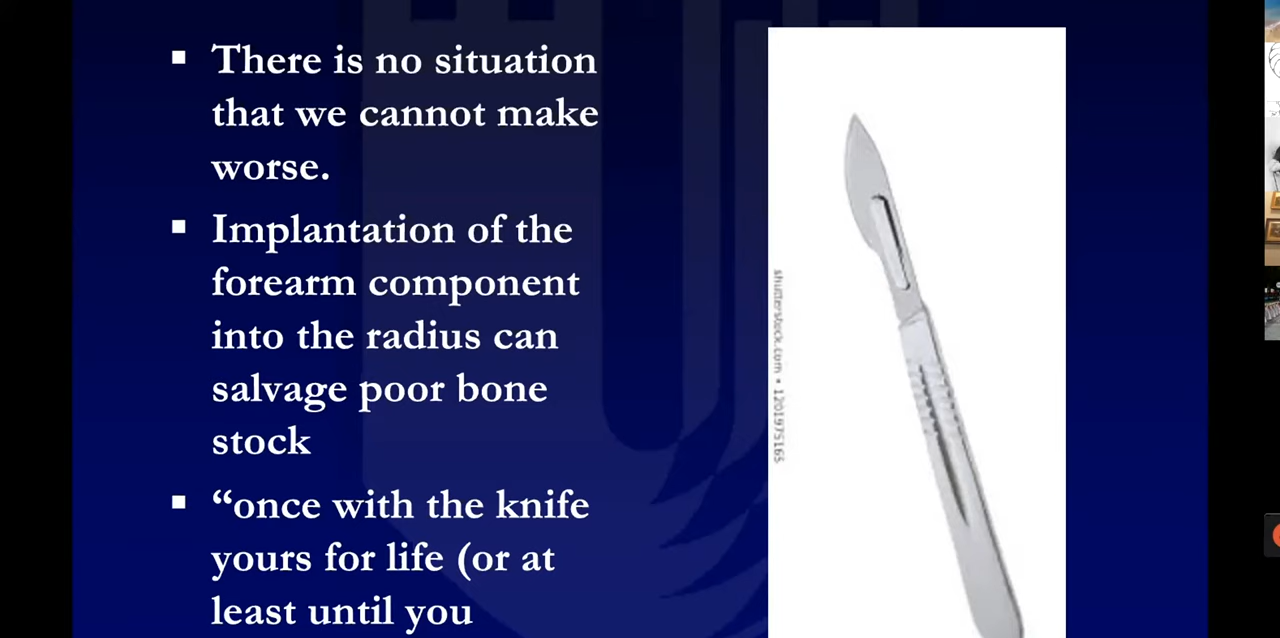 ▪ There is no situation
that we cannot make
worse.
▪ Implantation of the
forearm component
into the radius can
salvage poor bone
stock
▪ “once with the knife
yours for life (or at
least until you
shutterstock.com • 1201975165